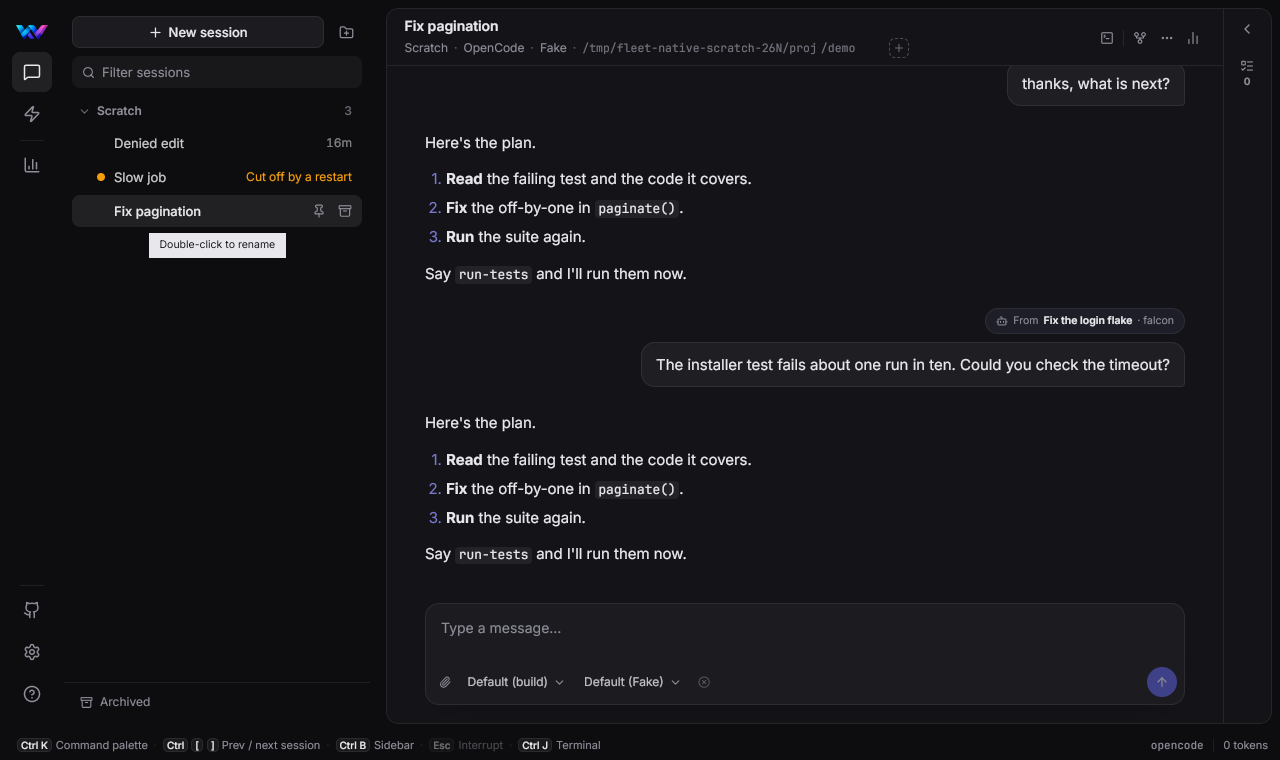 New session
Filter sessions
Scratch 3
Denied edit 16m
Slow job Cut off by a restart
Fix pagination
Double-click to rename
Archived
Fix pagination
Scratch · OpenCode · Fake · /tmp/fleet-native-scratch-26N/proj /demo
0
thanks, what is next?
Here's the plan.
1. Read the failing test and the code it covers.
2. Fix the off-by-one in paginate().
3. Run the suite again.
Say run-tests and I'll run them now.
From Fix the login flake · falcon
The installer test fails about one run in ten. Could you check the timeout?
Here's the plan.
1. Read the failing test and the code it covers.
2. Fix the off-by-one in paginate().
3. Run the suite again.
Say run-tests and I'll run them now.
Type a message...
Default (build) Default (Fake)
Ctrl K Command palette · Ctrl [ ] Prev / next session · Ctrl B Sidebar · Esc Interrupt · Ctrl J Terminal opencode 0 tokens